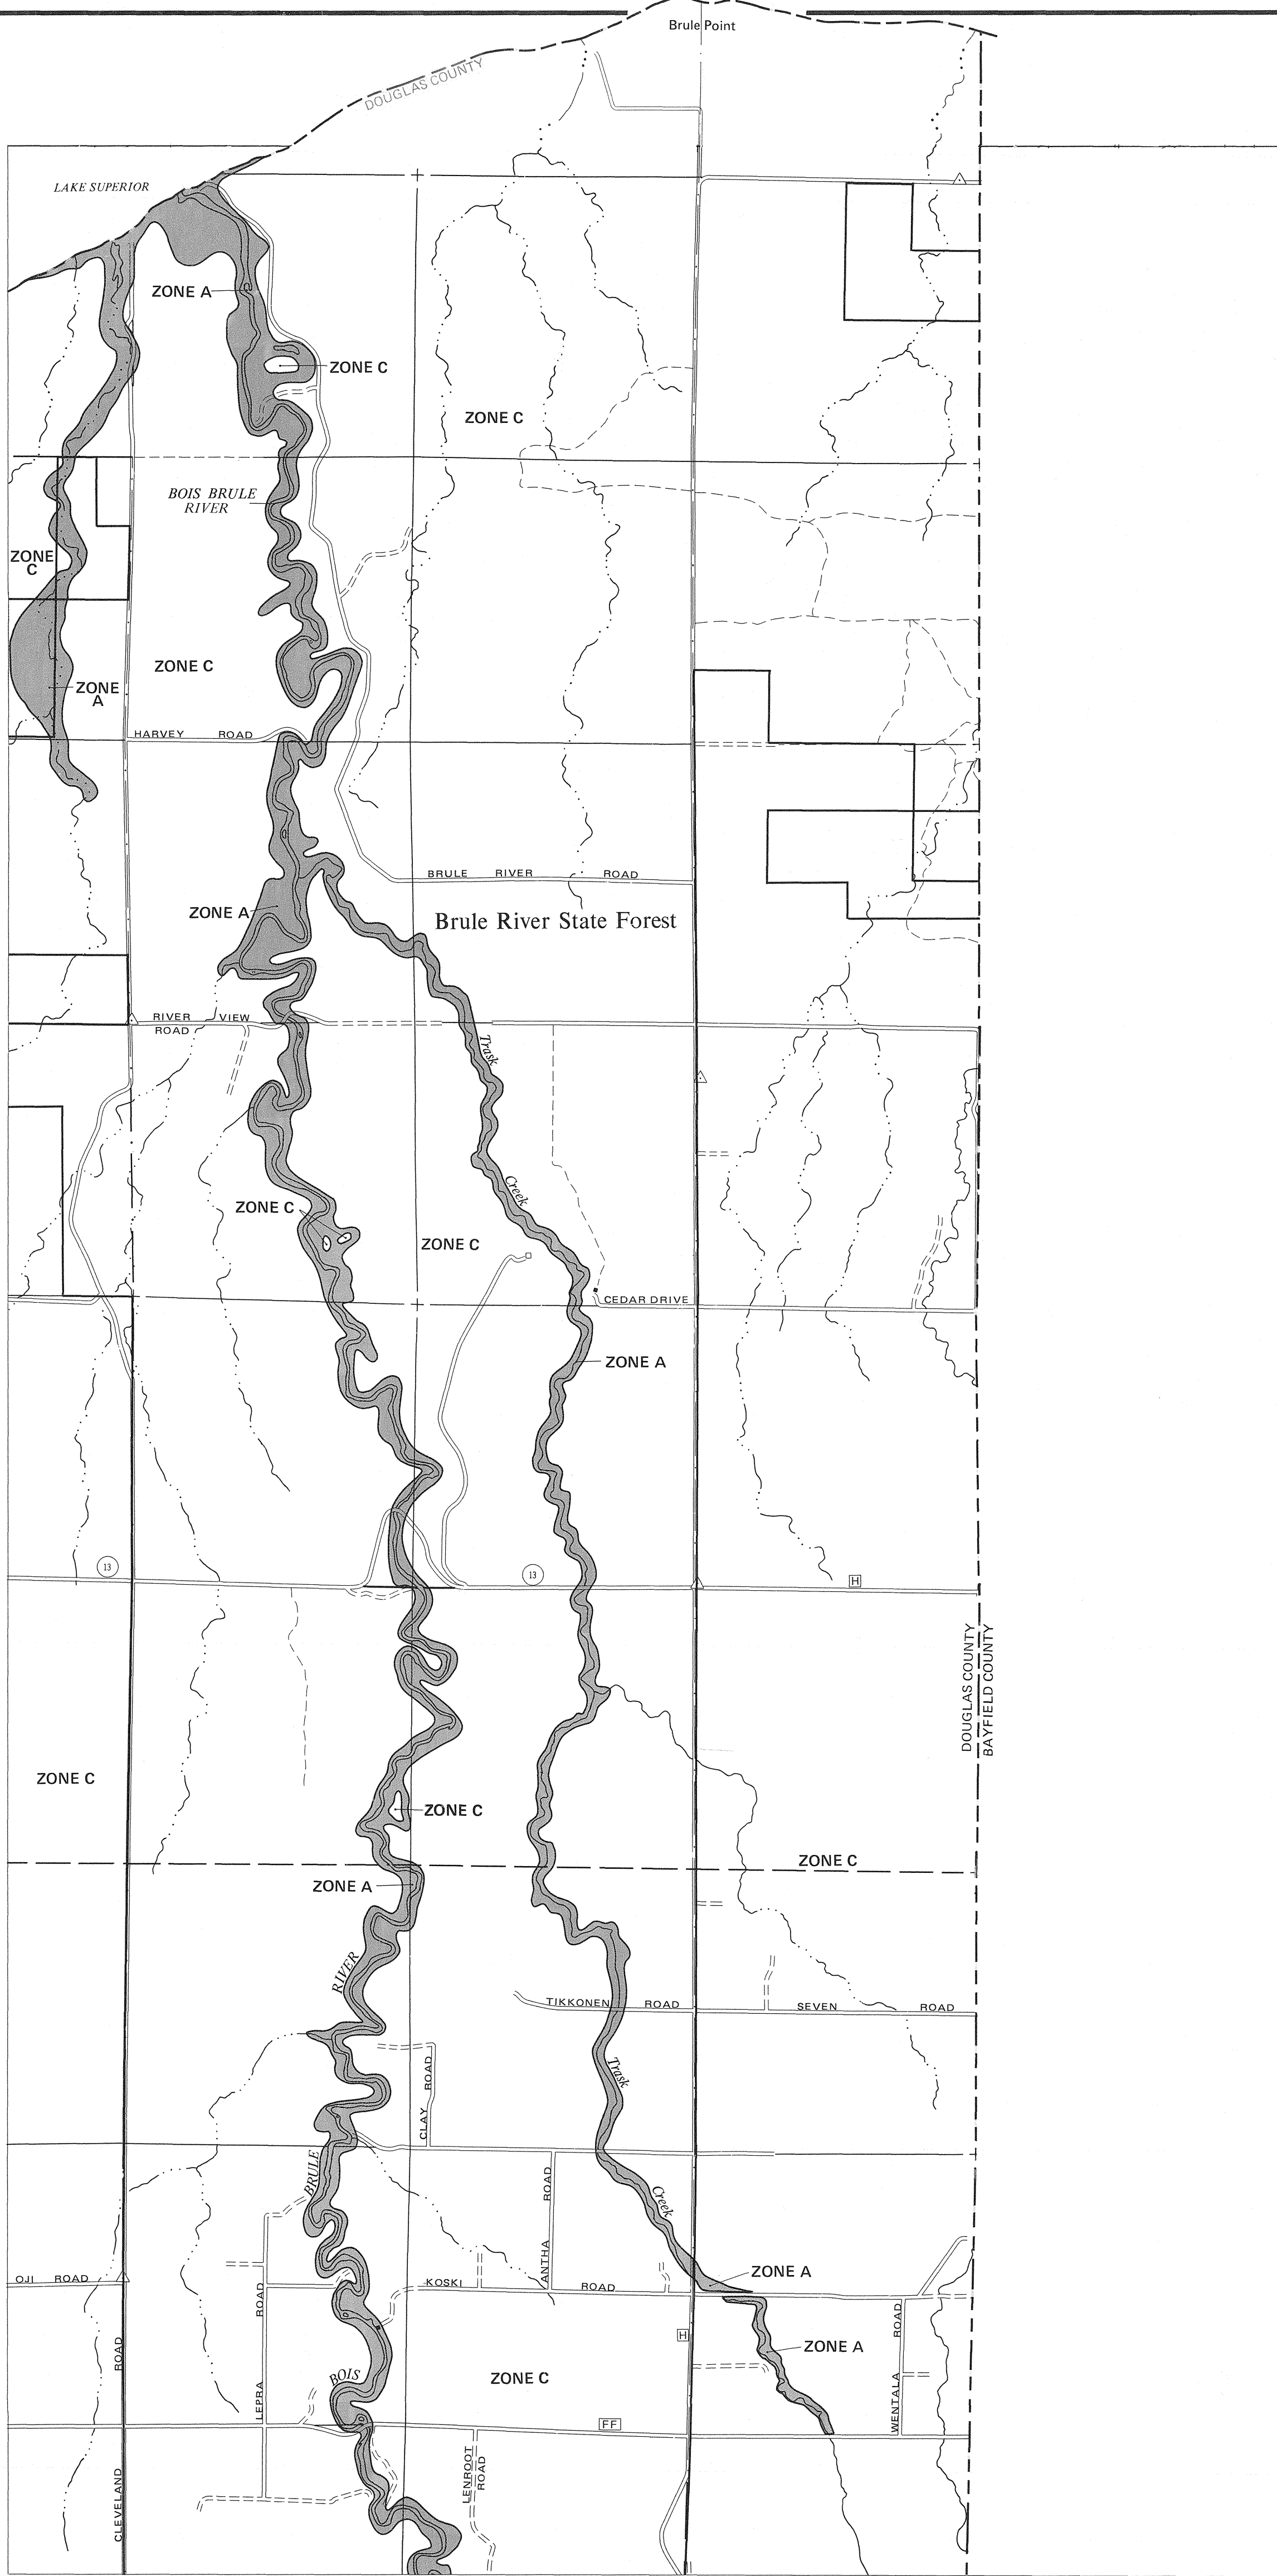 Brule Point
DOUGLAS COUNTY
LAKE SUPERIOR
ZONE A
ZONE C
ZONE C
BOIS BRULE
RIVER
ZONE
C
ZONE C
ZONE
A
HARVEY ROAD
BRULE RIVER ROAD
ZONE A
Brule River State Forest
RIVER VIEW
ROAD
Trask
Creek
ZONE C
ZONE C
CEDAR DRIVE
ZONE A
13
13
H
DOUGLAS COUNTY
BAYFIELD COUNTY
ZONE C
ZONE C
ZONE C
ZONE A
RIVER
TIKKONEN ROAD
SEVEN ROAD
Trask
CLAY ROAD
BRULE
Creek
ANTHA ROAD
ZONE A
OJI ROAD
KOSKI ROAD
LEPRA ROAD
H
ZONE A
WENTALA ROAD
BOIS
ZONE C
FF
LENROOT
ROAD
CLEVELAND ROAD